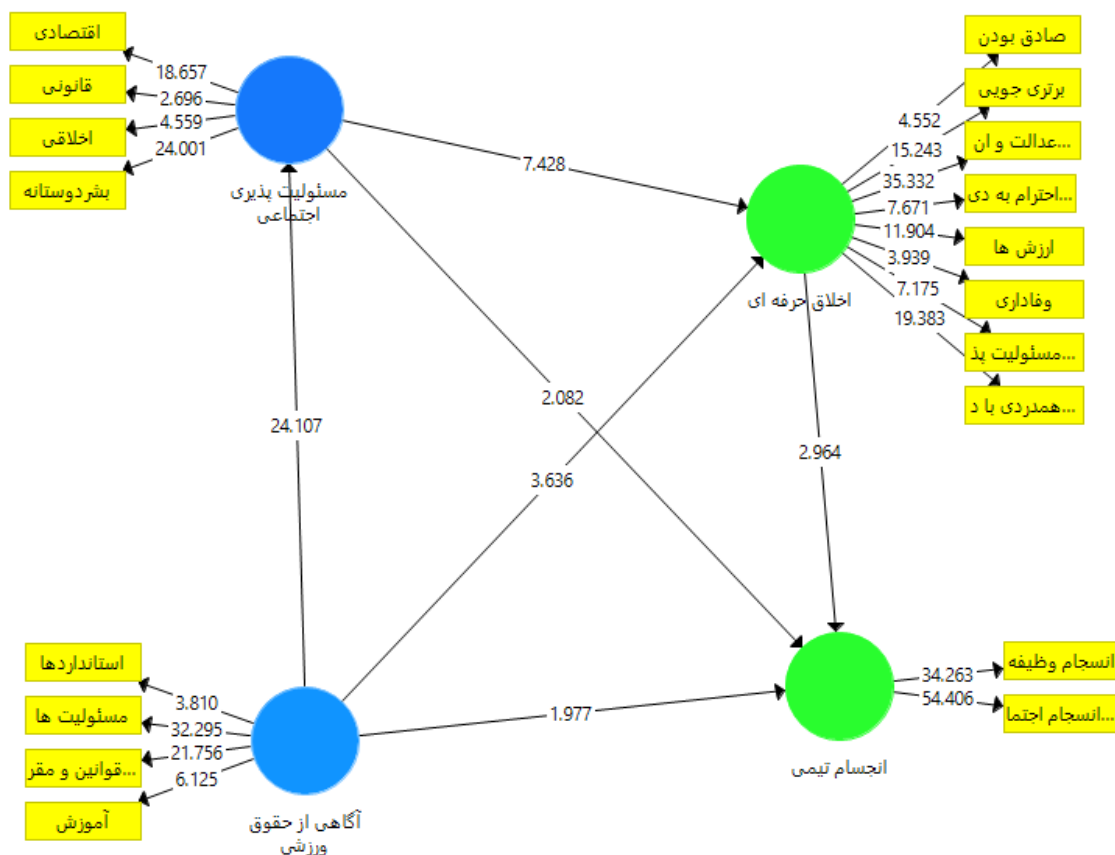 اقتصادی
قانونی
اخلاقی
بشردوستانه
18.657
2.696
4.559
24.001
مسئولیت پذیری
اجتماعی
صادق بودن
برتری جویی
عدالت و ان...
احترام به دی...
ارزش ها
وفاداری
مسئولیت پذ...
همدردی با د...
4.552
15.243
35.332
7.671
11.904
3.939
7.175
19.383
اخلاق حرفه ای
7.428
2.082
24.107
3.636
2.964
1.977
استانداردها
مسئولیت ها
قوانین و مقر...
آموزش
3.810
32.295
21.756
6.125
آگاهی از حقوق
ورزشی
انسجام وظیفه
انسجام اجتما...
34.263
54.406
انجسام تیمی